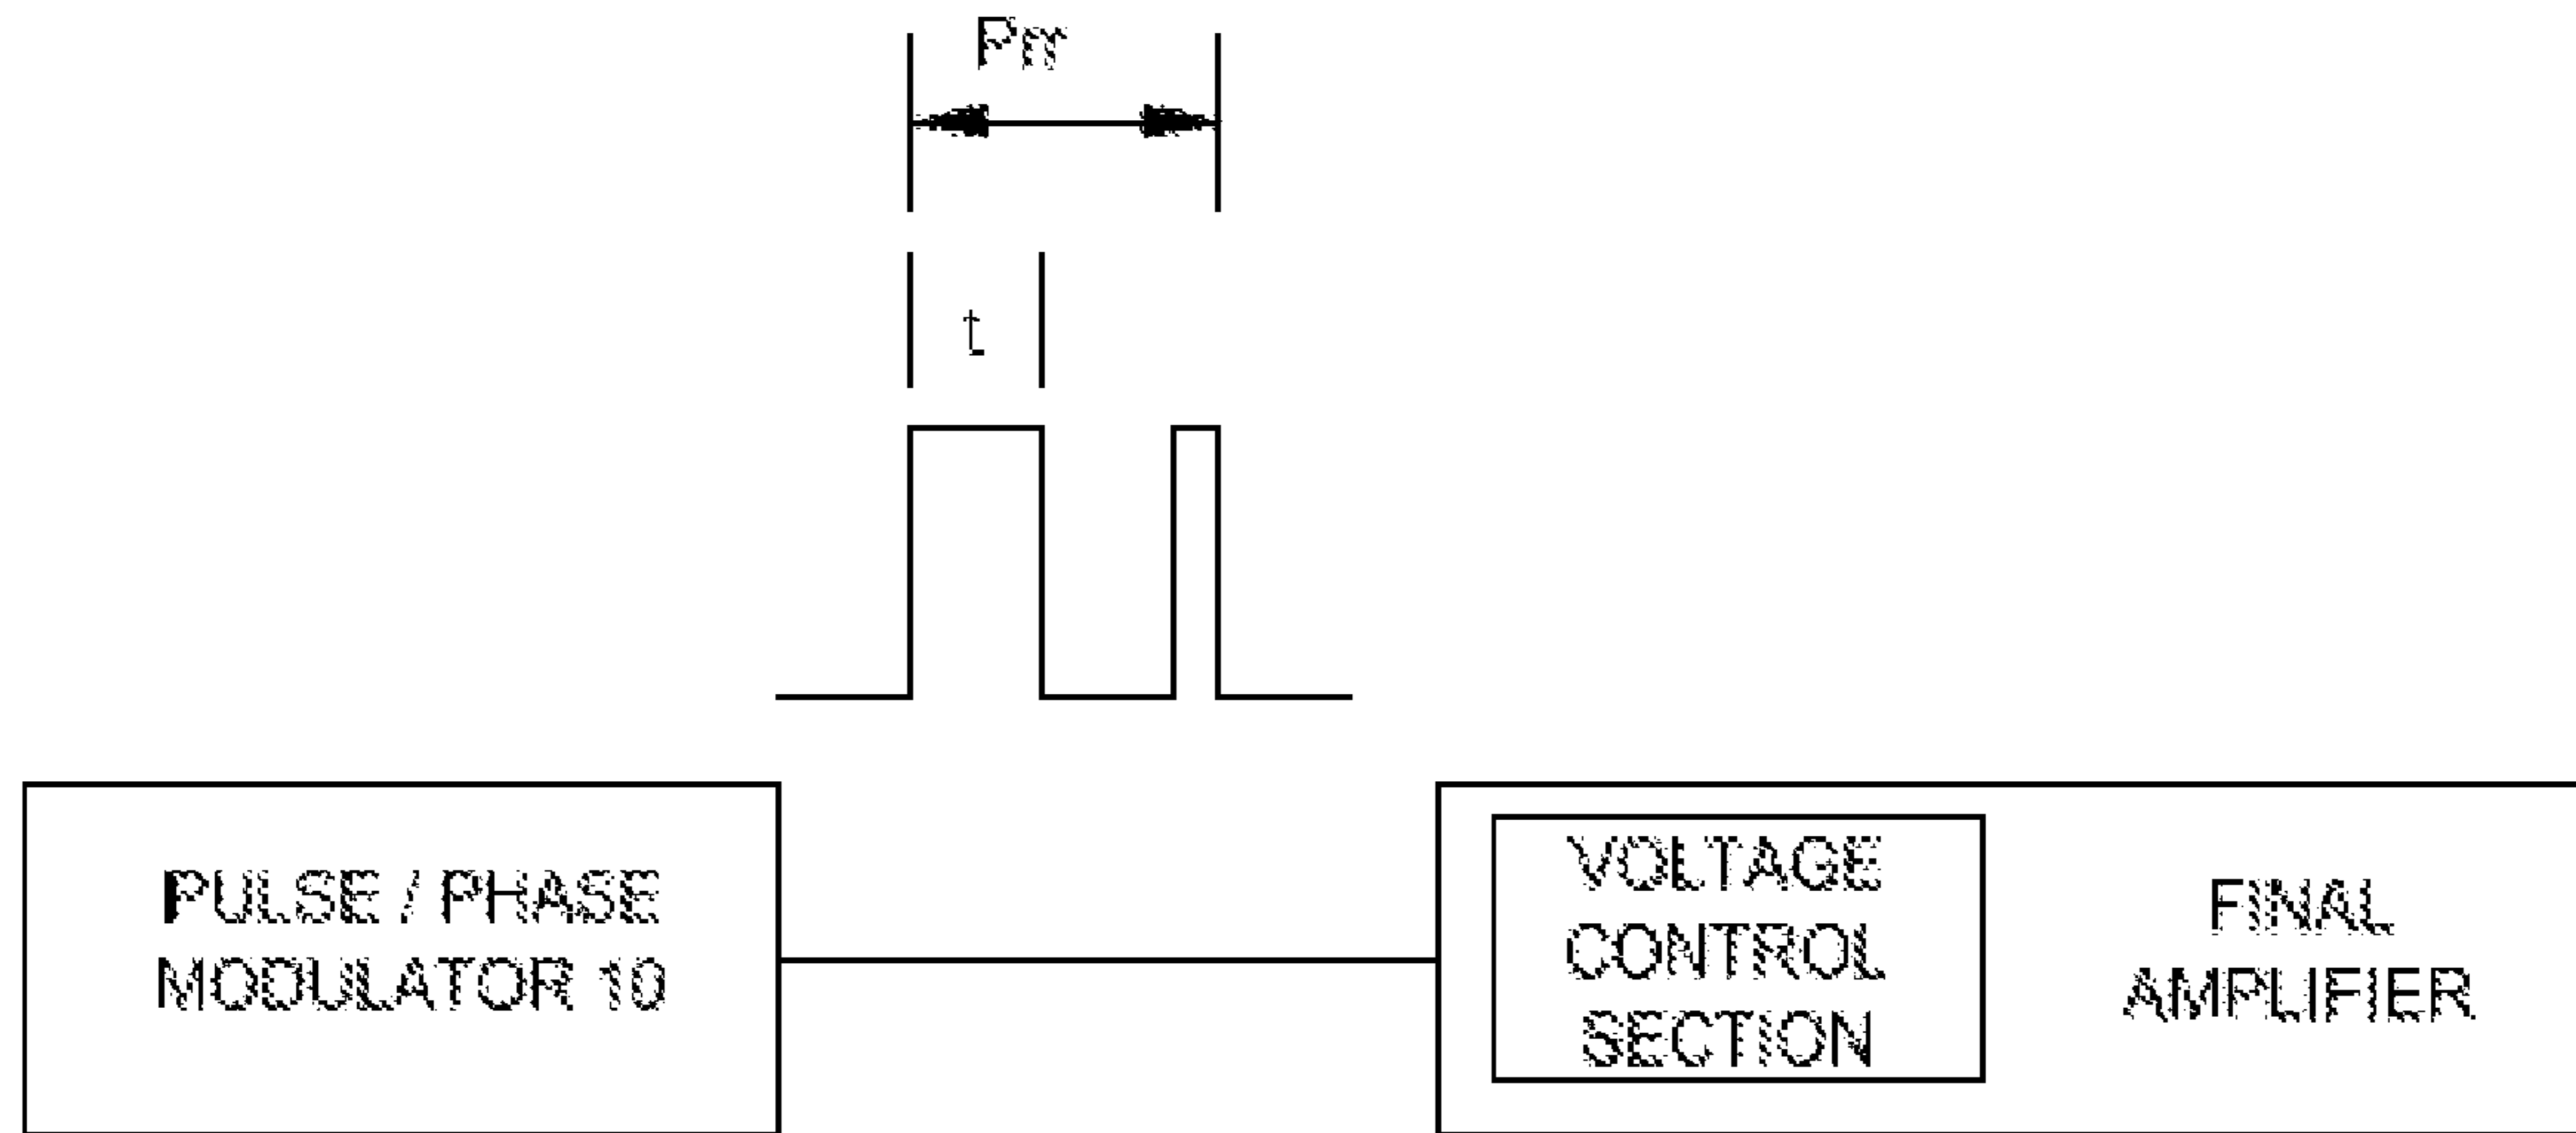 Prr
t
PULSE / PHASE
MODULATOR 10
VOLTAGE
CONTROL
SECTION
FINAL
AMPLIFIER